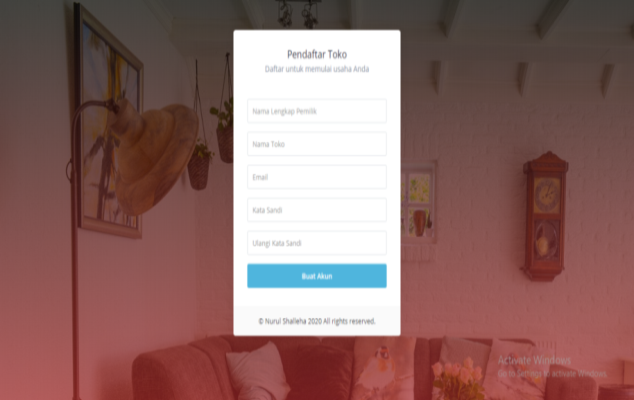 Pendaftar Toko
Daftar untuk memulai usaha Anda
Nama Lengkap Pemilik
Nama Toko
Email
Kata Sandi
Ulangi Kata Sandi
Buat Akun
© Nurul Shalleha 2020 All rights reserved.
Activate Windows
Go to Settings to activate Windows.